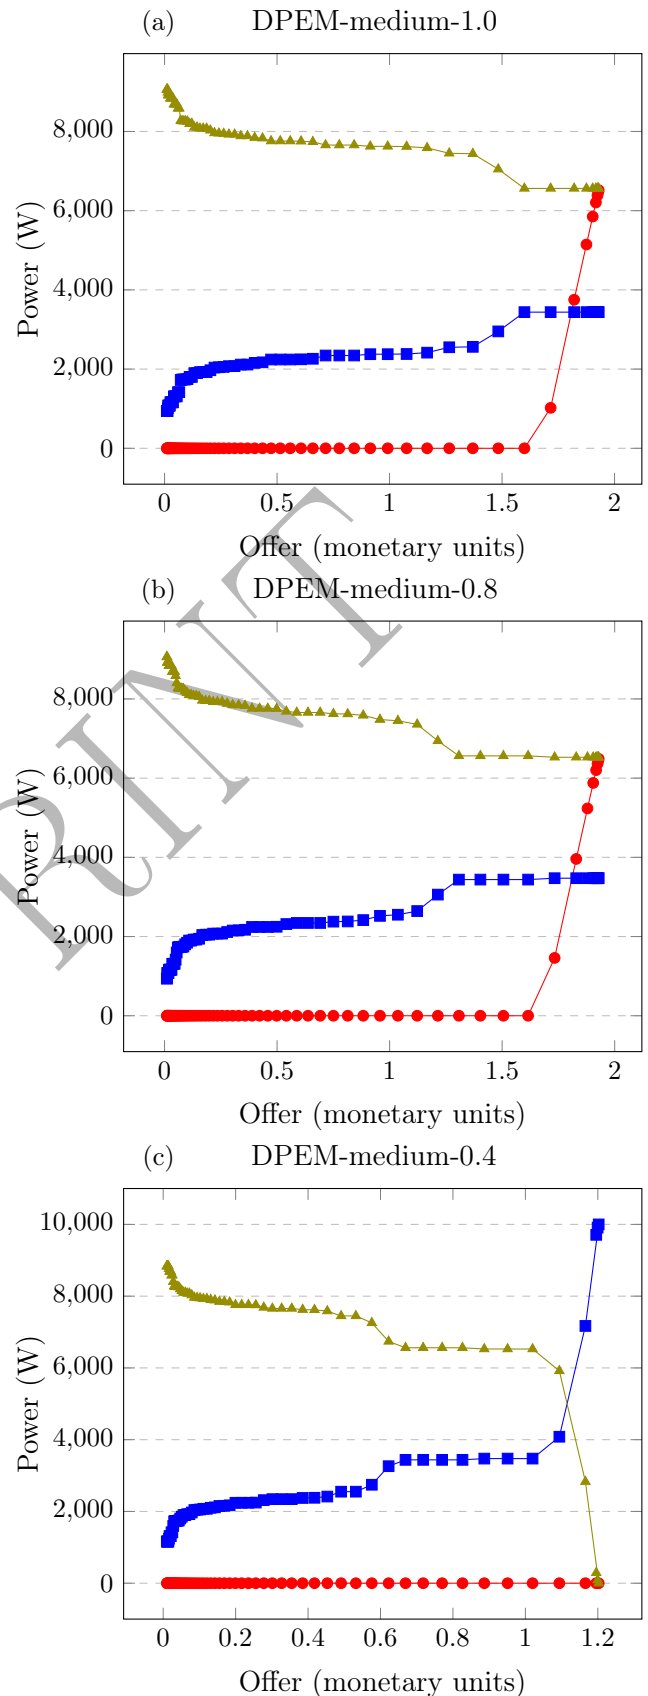 (a) DPEM-medium-1.0
8,000
6,000
4,000
2,000
0
Power (W)
0 0.5 1 1.5 2
Offer (monetary units)
(b) DPEM-medium-0.8
8,000
6,000
4,000
2,000
0
Power (W)
0 0.5 1 1.5 2
Offer (monetary units)
(c) DPEM-medium-0.4
10,000
8,000
6,000
4,000
2,000
0
Power (W)
0 0.2 0.4 0.6 0.8 1 1.2
Offer (monetary units)
RINT